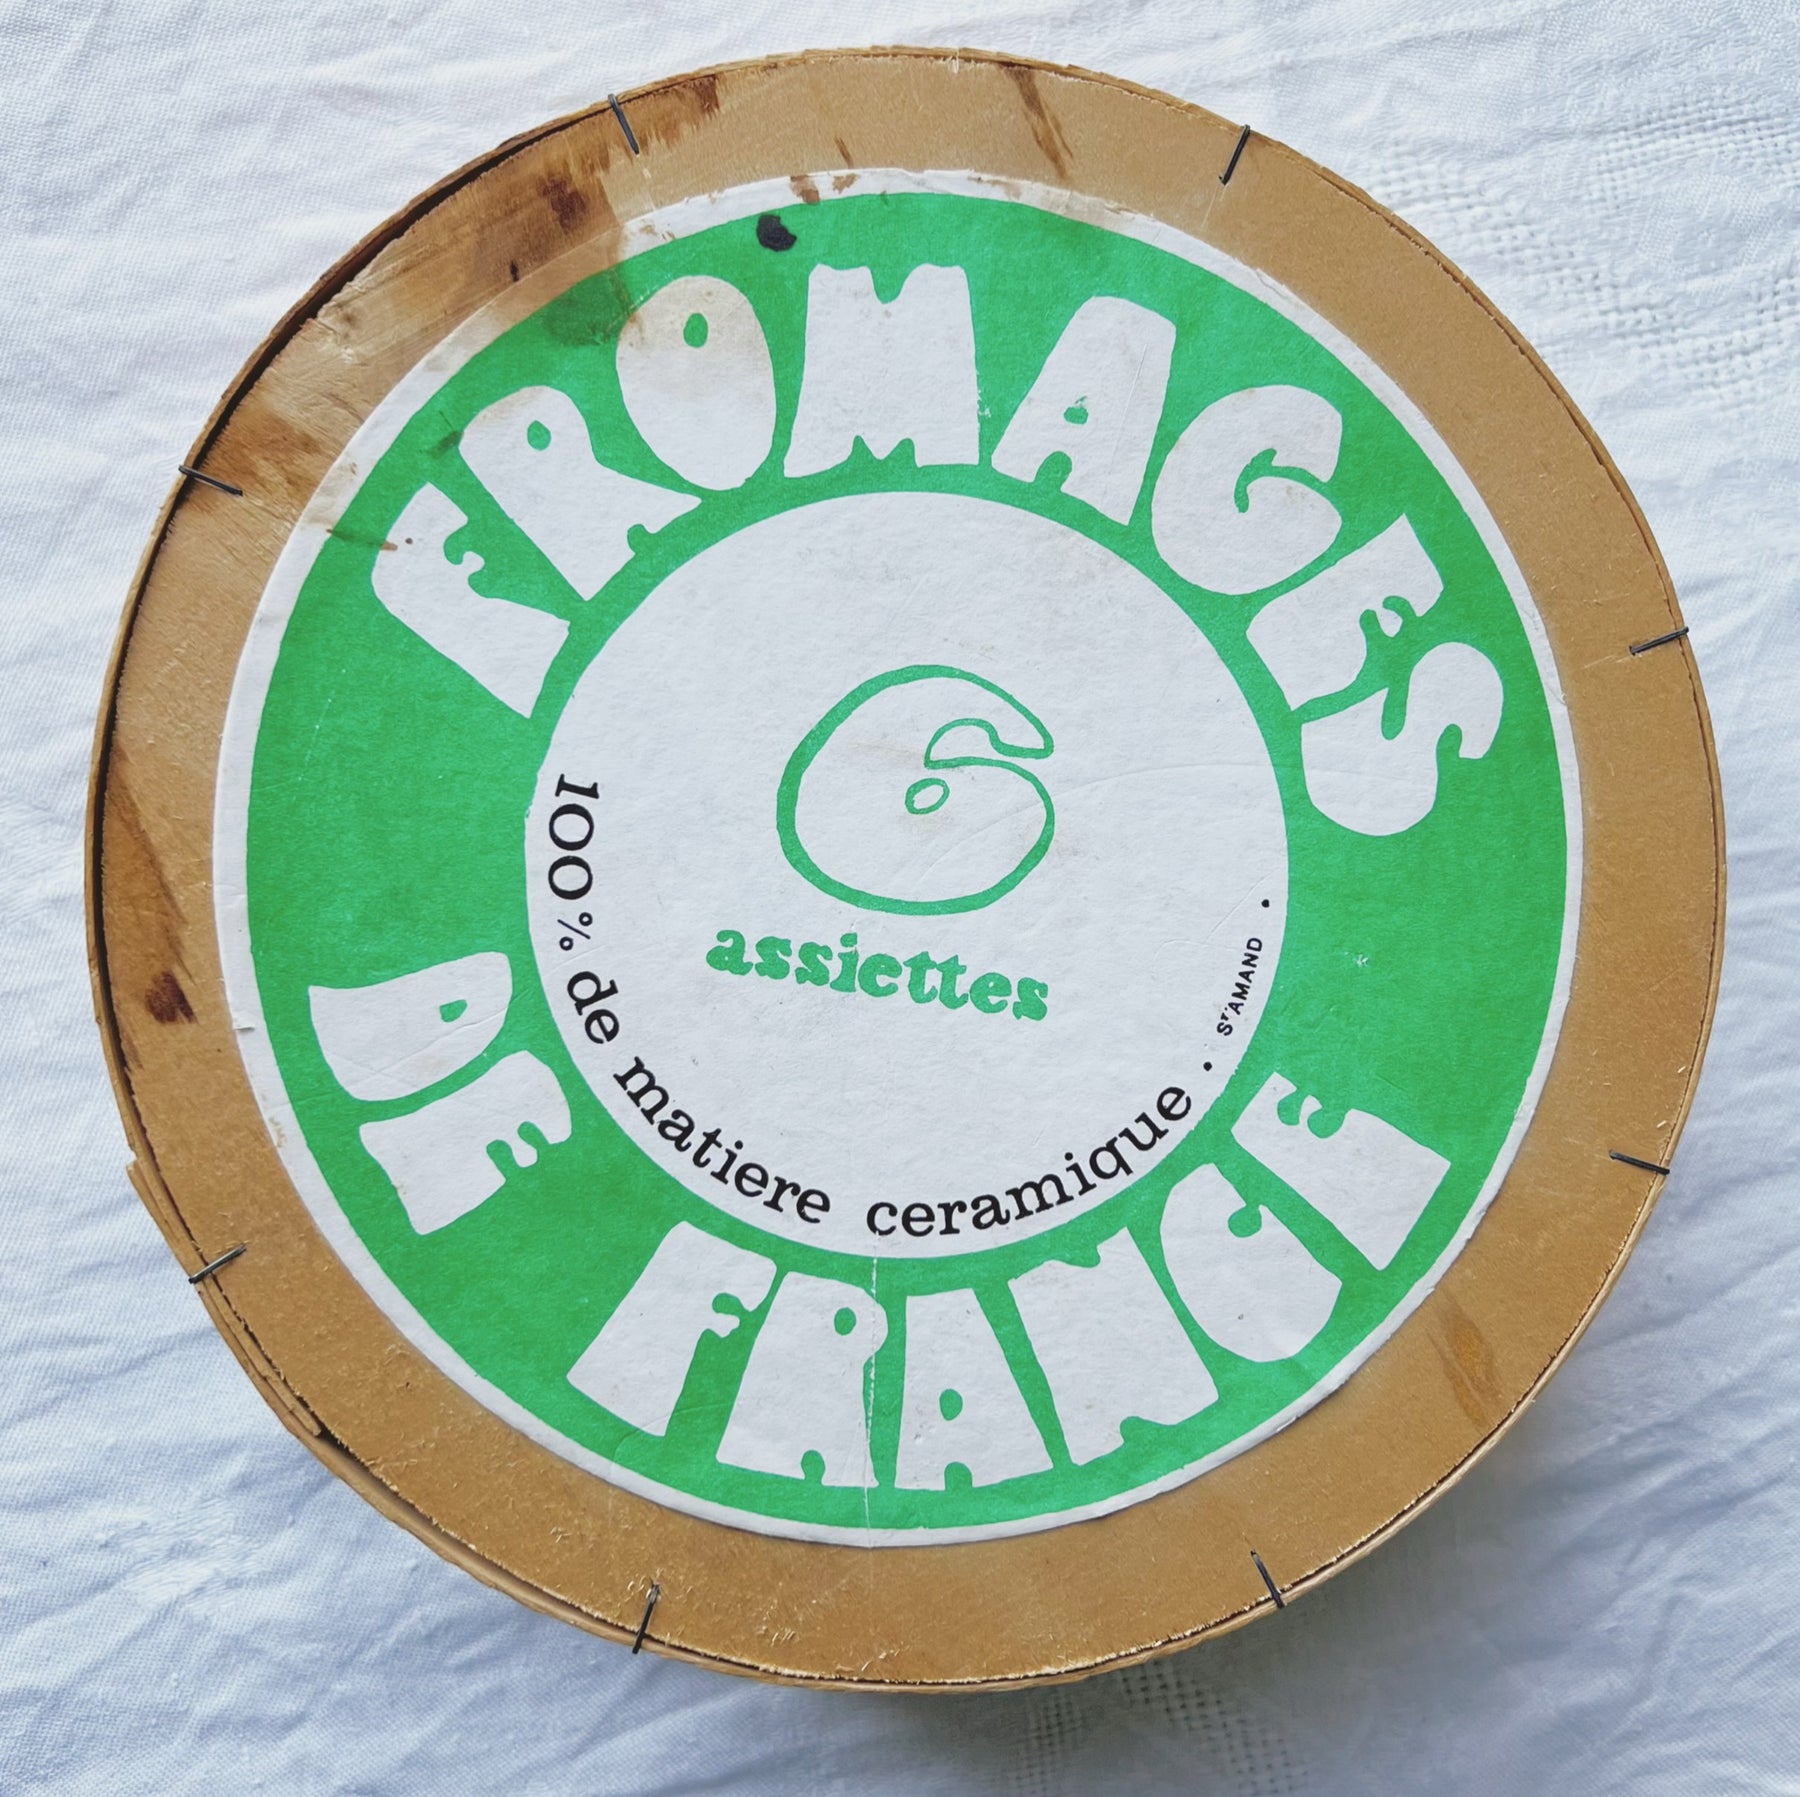 FROMAGES
DE FRANCE
6
assiettes
100% de matiere ceramique · ST AMAND ·